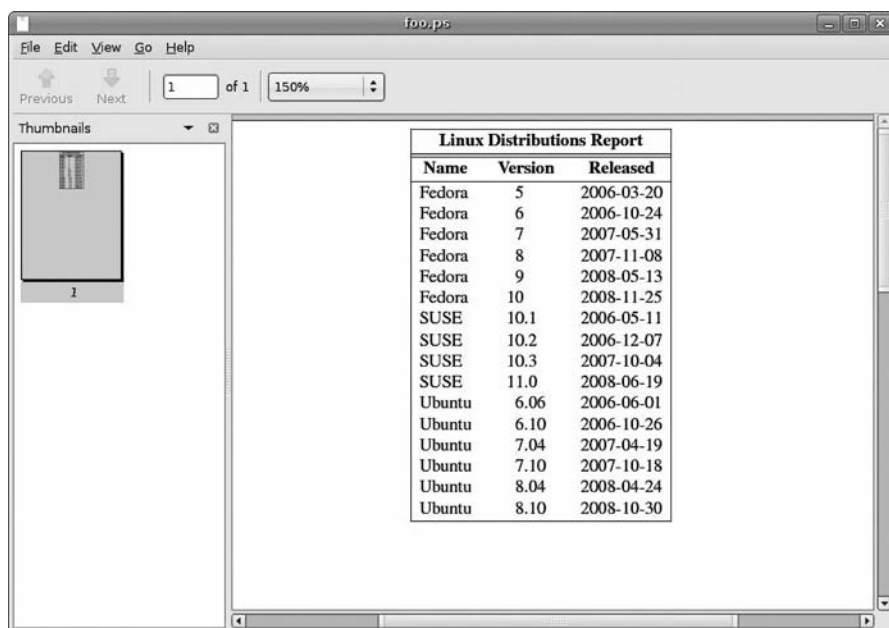 foo.ps
File Edit View Go Help
Previous Next 1 of 1 150%
Thumbnails
1
Linux Distributions Report
Name Version Released
Fedora 5 2006-03-20
Fedora 6 2006-10-24
Fedora 7 2007-05-31
Fedora 8 2007-11-08
Fedora 9 2008-05-13
Fedora 10 2008-11-25
SUSE 10.1 2006-05-11
SUSE 10.2 2006-12-07
SUSE 10.3 2007-10-04
SUSE 11.0 2008-06-19
Ubuntu 6.06 2006-06-01
Ubuntu 6.10 2006-10-26
Ubuntu 7.04 2007-04-19
Ubuntu 7.10 2007-10-18
Ubuntu 8.04 2008-04-24
Ubuntu 8.10 2008-10-30